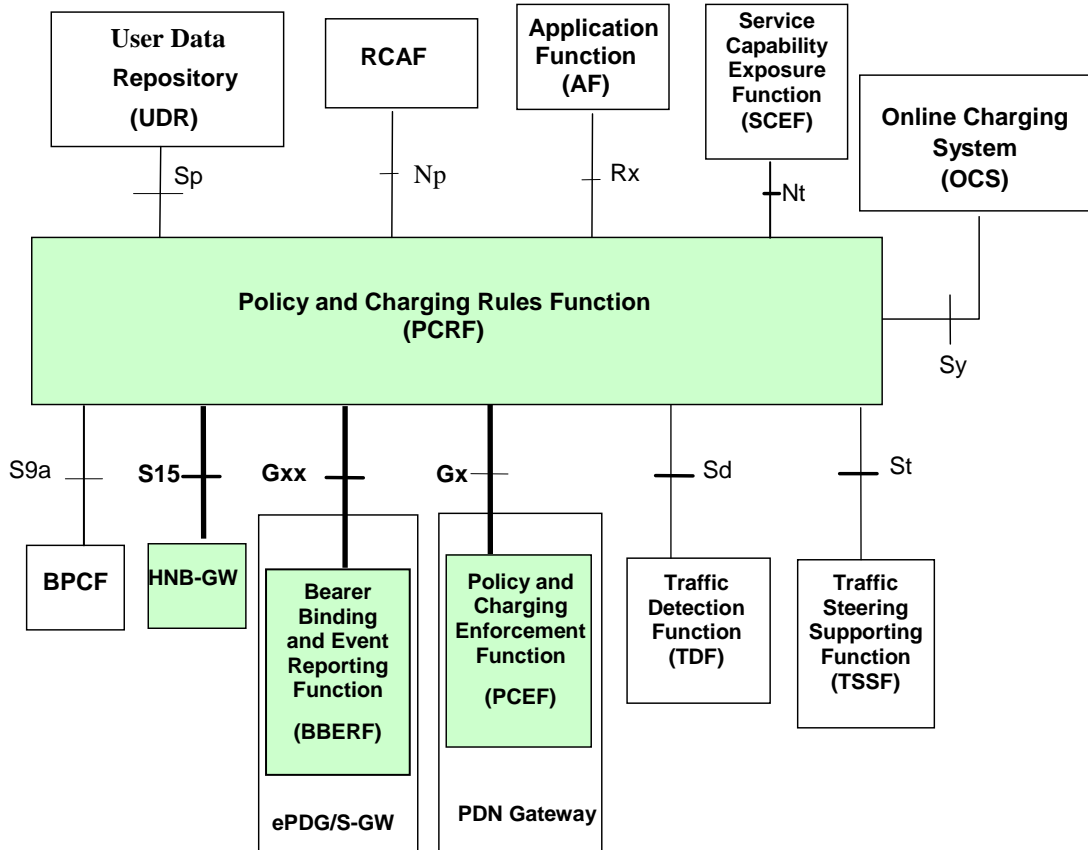 User Data
Repository
(UDR)
RCAF
Application
Function
(AF)
Service
Capability
Exposure
Function
(SCEF)
Online Charging
System
(OCS)
Sp
Np
Rx
Nt
Policy and Charging Rules Function
(PCRF)
Sy
S9a
S15
Gxx
Gx
Sd
St
BPCF
HNB-GW
Bearer
Binding
and Event
Reporting
Function
(BBERF)
ePDG/S-GW
Policy and
Charging
Enforcement
Function
(PCEF)
PDN Gateway
Traffic
Detection
Function
(TDF)
Traffic
Steering
Supporting
Function
(TSSF)